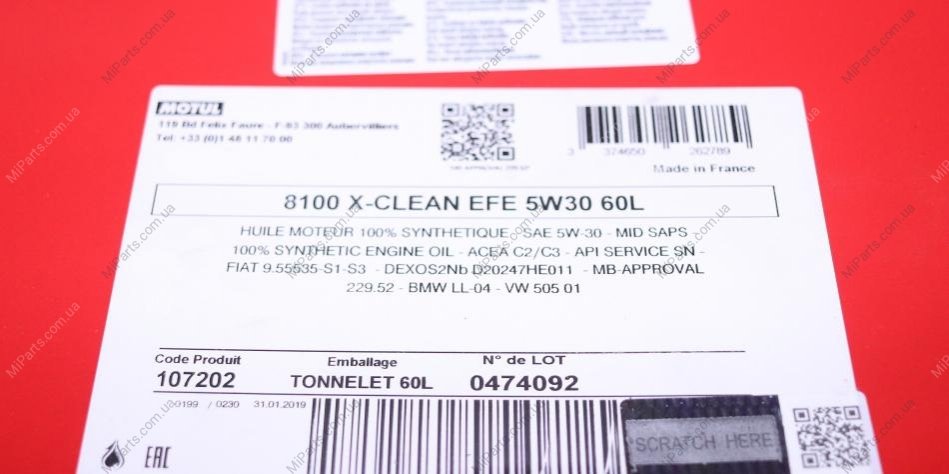 MOTUL
119 Bd Felix Faure - F-93 300 Aubervilliers
Tel: +33 (0)1 48 11 70 00
3 374650 262789
Made in France
8100 X-CLEAN EFE 5W30 60L
HUILE MOTEUR 100% SYNTHETIQUE - SAE 5W-30 - MID SAPS
100% SYNTHETIC ENGINE OIL - ACEA C2/C3 - API SERVICE SN -
FIAT 9.55535-S1-S3 - DEXOS2Nb D20247HE011 - MB-APPROVAL
229.52 - BMW LL-04 - VW 505 01
Code Produit Emballage N° de LOT
107202 TONNELET 60L 0474092
00199 / 0230 31.01.2019
EAC
SCRATCH HERE
MiParts.com.ua